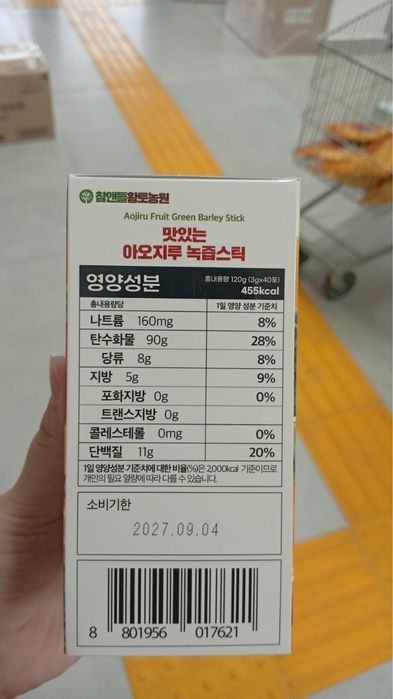 참앤들황토농원
Aojiru Fruit Green Barley Stick
맛있는
아오지루 녹즙스틱
영양성분 총내용량 120g (3g×40포)
455kcal
총내용량당 1일 영양 성분 기준치
나트륨 160mg 8%
탄수화물 90g 28%
당류 8g 8%
지방 5g 9%
포화지방 0g 0%
트랜스지방 0g
콜레스테롤 0mg 0%
단백질 11g 20%
1일 영양성분 기준치에 대한 비율(%)은 2,000kcal 기준이므로
개인의 필요 열량에 따라 다를 수 있습니다.
소비기한
2027.09.04
8 801956 017621